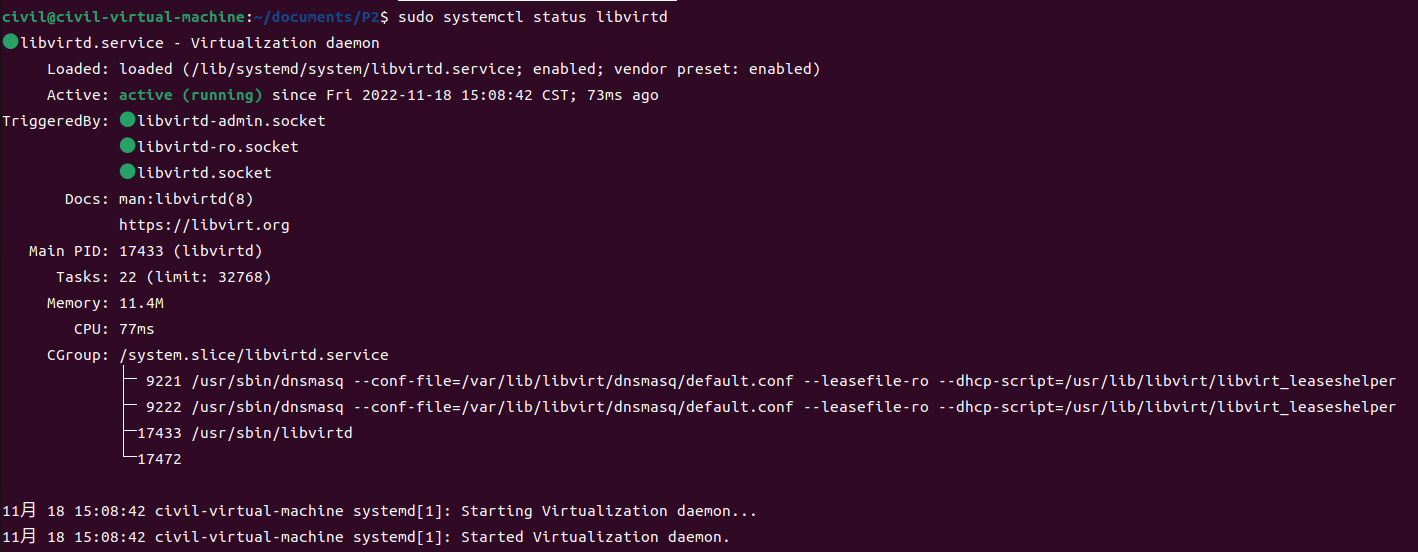 civil@civil-virtual-machine:~/documents/P2$ sudo systemctl status libvirtd
libvirtd.service - Virtualization daemon
Loaded: loaded (/lib/systemd/system/libvirtd.service; enabled; vendor preset: enabled)
Active: active (running) since Fri 2022-11-18 15:08:42 CST; 73ms ago
TriggeredBy: libvirtd-admin.socket
libvirtd-ro.socket
libvirtd.socket
Docs: man:libvirtd(8)
https://libvirt.org
Main PID: 17433 (libvirtd)
Tasks: 22 (limit: 32768)
Memory: 11.4M
CPU: 77ms
CGroup: /system.slice/libvirtd.service
9221 /usr/sbin/dnsmasq --conf-file=/var/lib/libvirt/dnsmasq/default.conf --leasefile-ro --dhcp-script=/usr/lib/libvirt/libvirt_leaseshelper
9222 /usr/sbin/dnsmasq --conf-file=/var/lib/libvirt/dnsmasq/default.conf --leasefile-ro --dhcp-script=/usr/lib/libvirt/libvirt_leaseshelper
17433 /usr/sbin/libvirtd
17472
11月 18 15:08:42 civil-virtual-machine systemd[1]: Starting Virtualization daemon...
11月 18 15:08:42 civil-virtual-machine systemd[1]: Started Virtualization daemon.